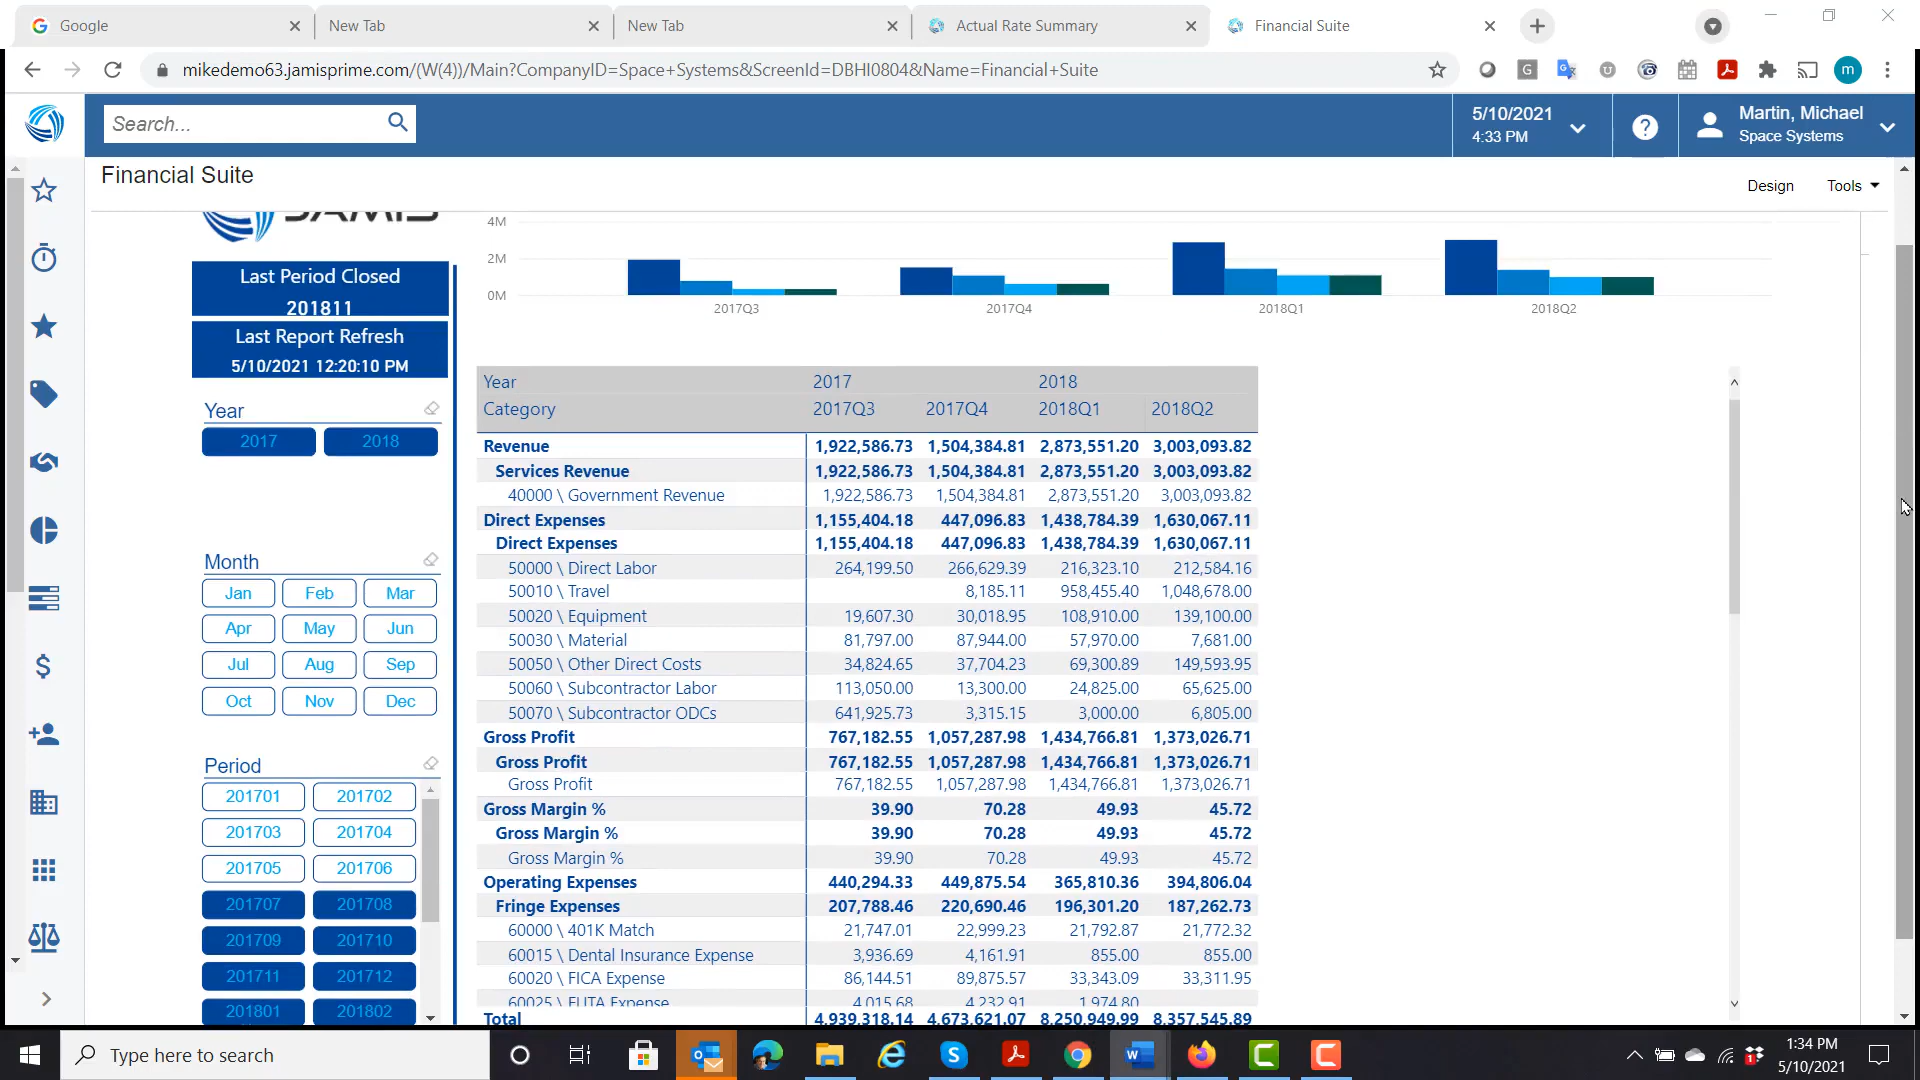 Google
New Tab
New Tab
Actual Rate Summary
Financial Suite
mikedemo63.jamisprime.com/(W(4))/Main?CompanyID=Space+Systems&ScreenId=DBHI0804&Name=Financial+Suite
Search...
5/10/2021
4:33 PM
Martin, Michael
Space Systems
Financial Suite
Design
Tools
JAMIS
Last Period Closed
201811
Last Report Refresh
5/10/2021 12:20:10 PM
4M
2M
0M
2017Q3 2017Q4 2018Q1 2018Q2
Year
2017 2018
Month
Jan Feb Mar
Apr May Jun
Jul Aug Sep
Oct Nov Dec
Period
201701 201702
201703 201704
201705 201706
201707 201708
201709 201710
201711 201712
201801 201802
Year 2017 2018
Category 2017Q3 2017Q4 2018Q1 2018Q2
Revenue 1,922,586.73 1,504,384.81 2,873,551.20 3,003,093.82
Services Revenue 1,922,586.73 1,504,384.81 2,873,551.20 3,003,093.82
40000 \ Government Revenue 1,922,586.73 1,504,384.81 2,873,551.20 3,003,093.82
Direct Expenses 1,155,404.18 447,096.83 1,438,784.39 1,630,067.11
Direct Expenses 1,155,404.18 447,096.83 1,438,784.39 1,630,067.11
50000 \ Direct Labor 264,199.50 266,629.39 216,323.10 212,584.16
50010 \ Travel 8,185.11 958,455.40 1,048,678.00
50020 \ Equipment 19,607.30 30,018.95 108,910.00 139,100.00
50030 \ Material 81,797.00 87,944.00 57,970.00 7,681.00
50050 \ Other Direct Costs 34,824.65 37,704.23 69,300.89 149,593.95
50060 \ Subcontractor Labor 113,050.00 13,300.00 24,825.00 65,625.00
50070 \ Subcontractor ODCs 641,925.73 3,315.15 3,000.00 6,805.00
Gross Profit 767,182.55 1,057,287.98 1,434,766.81 1,373,026.71
Gross Profit 767,182.55 1,057,287.98 1,434,766.81 1,373,026.71
Gross Profit 767,182.55 1,057,287.98 1,434,766.81 1,373,026.71
Gross Margin % 39.90 70.28 49.93 45.72
Gross Margin % 39.90 70.28 49.93 45.72
Gross Margin % 39.90 70.28 49.93 45.72
Operating Expenses 440,294.33 449,875.54 365,810.36 394,806.04
Fringe Expenses 207,788.46 220,690.46 196,301.20 187,262.73
60000 \ 401K Match 21,747.01 22,999.23 21,792.87 21,772.32
60015 \ Dental Insurance Expense 3,936.69 4,161.91 855.00 855.00
60020 \ FICA Expense 86,144.51 89,875.57 33,343.09 33,311.95
60025 \ FUTA Expense 4,015.68 4,232.91 1,974.80
Total 4,939,318.14 4,673,621.07 8,250,949.99 8,357,545.89
Type here to search
1:34 PM
5/10/2021